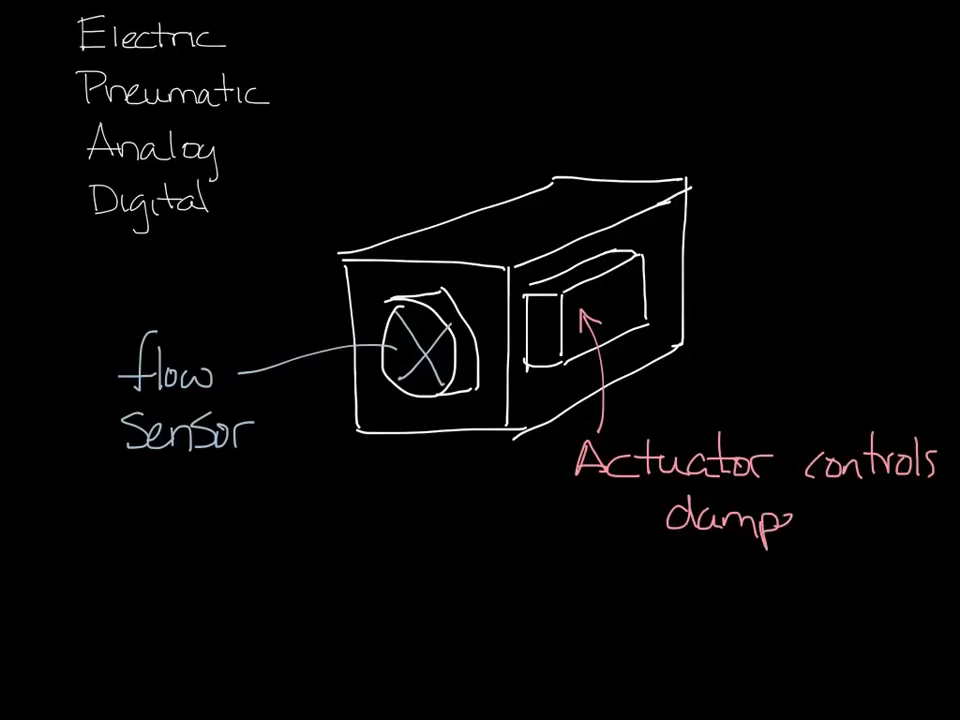 Electric
Pneumatic
Analog
Digital
flow
sensor
Actuator controls
damp